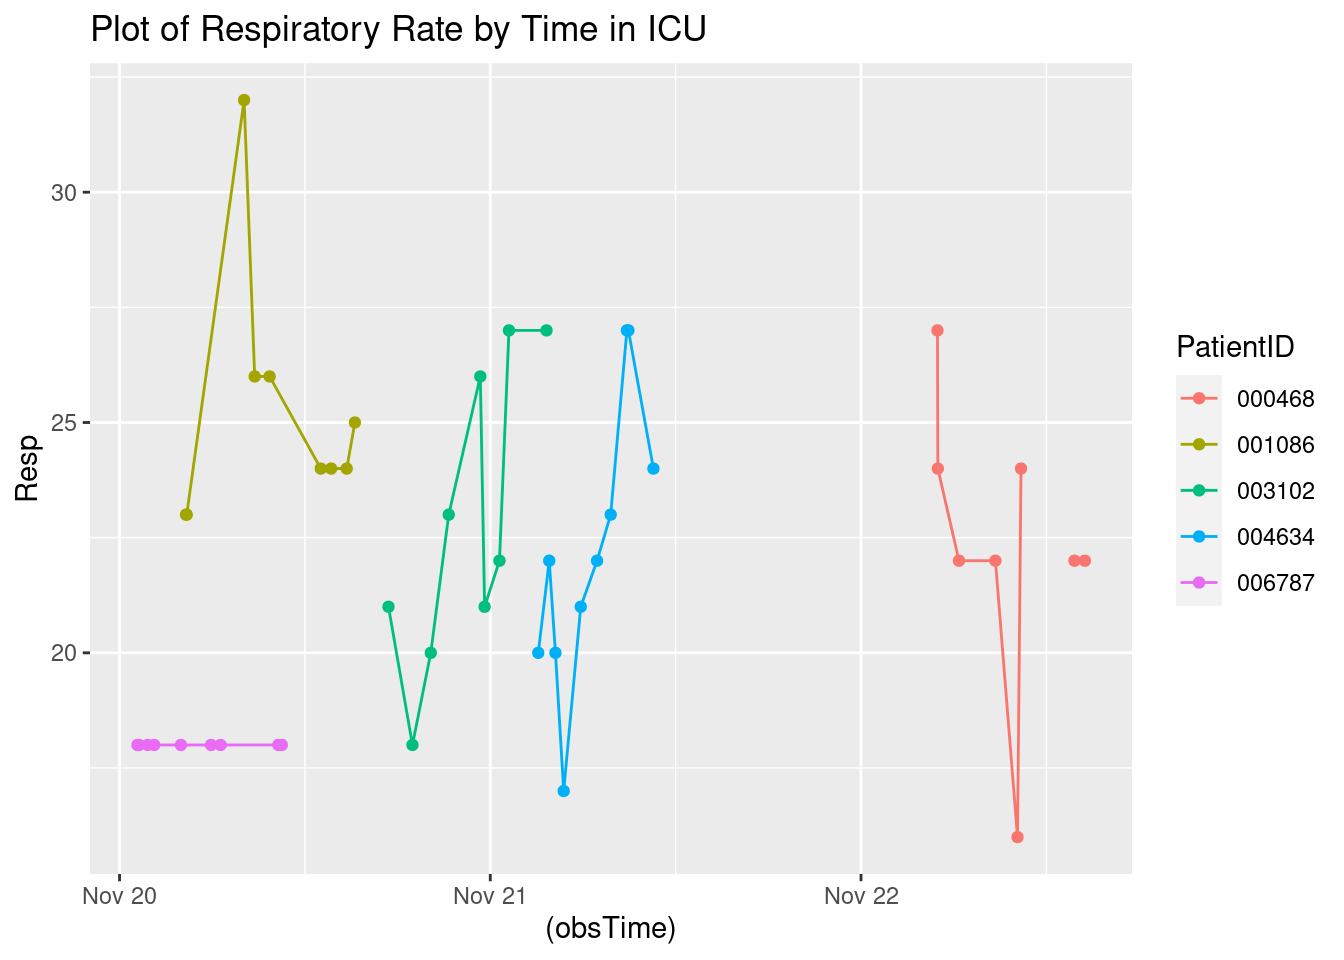 Plot of Respiratory Rate by Time in ICU
30
25
20
Resp
Nov 20
Nov 21
Nov 22
(obsTime)
PatientID
000468
001086
003102
004634
006787